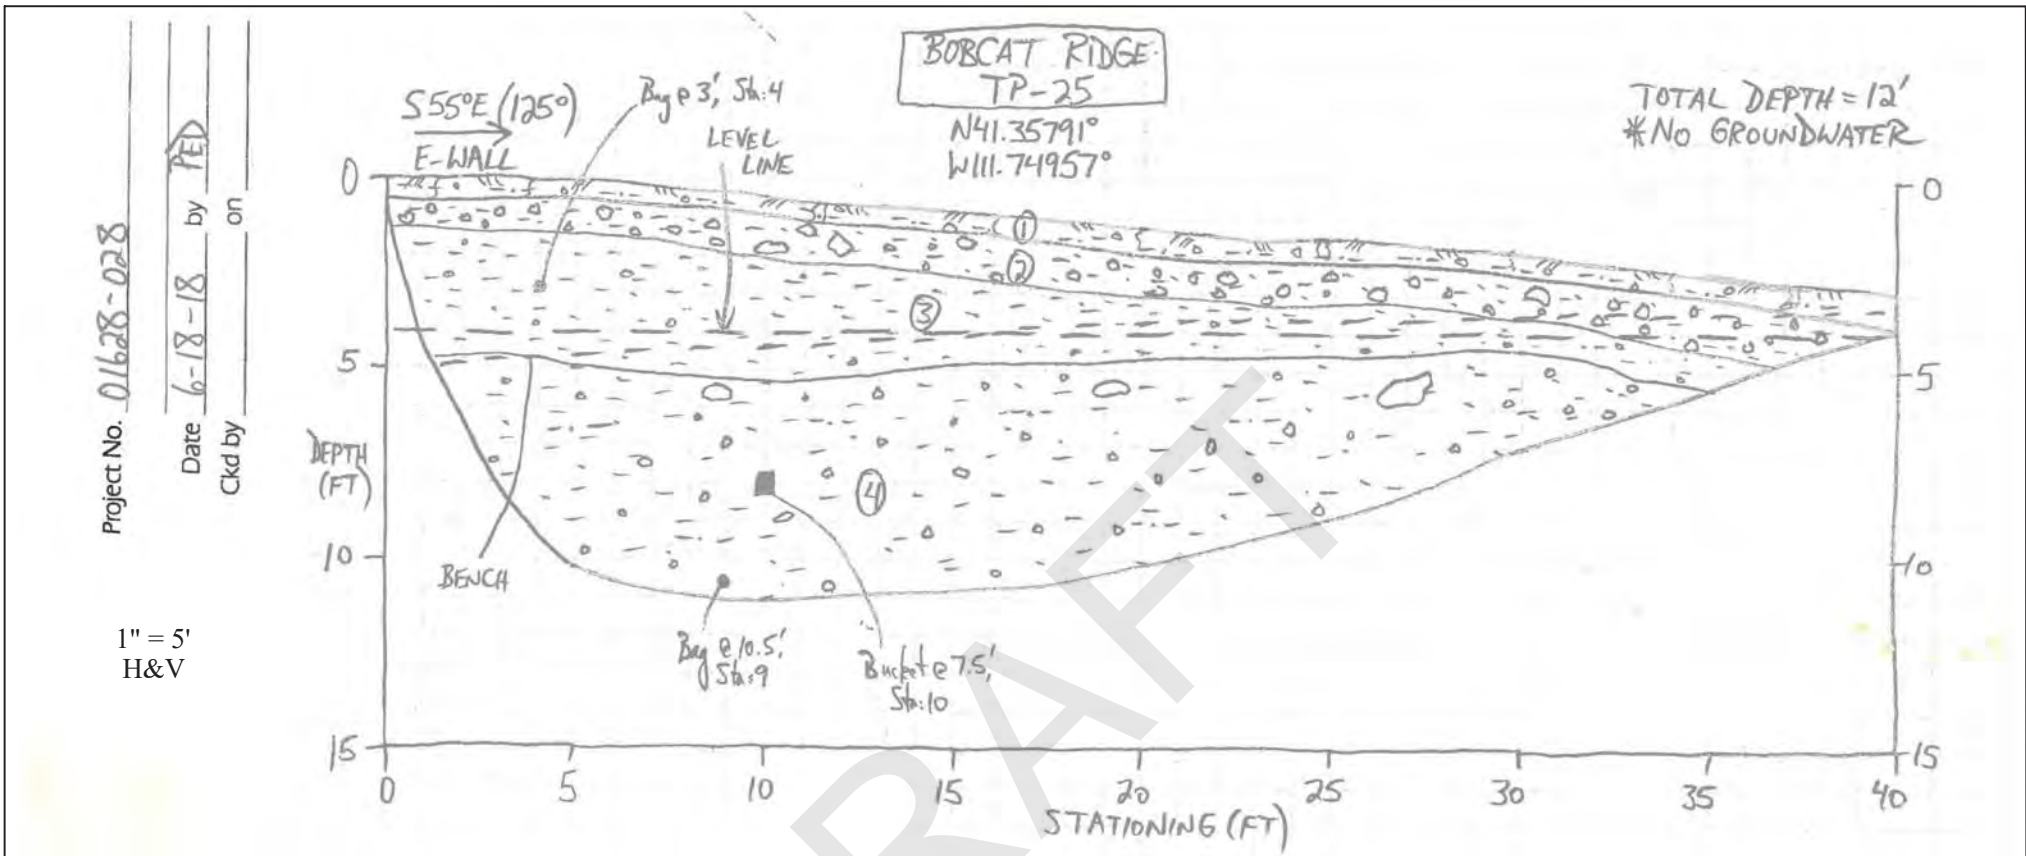 BOBCAT RIDGE
TP-25
N41.35791°
W111.74957°
TOTAL DEPTH = 12'
*NO GROUNDWATER
S55°E (125°)
E-WALL
Bag @ 3', Sta:4
LEVEL
LINE
Project No. 01628-028
Date 6-18-18 by PED
Ckd by on
1" = 5'
H&V
DEPTH
(FT)
0
5
10
15
0
5
10
15
1
2
3
4
BENCH
Bag @ 10.5',
Sta:9
Bucket @ 7.5',
Sta:10
0 5 10 15 20 25 30 35 40
STATIONING (FT)
DRAFT